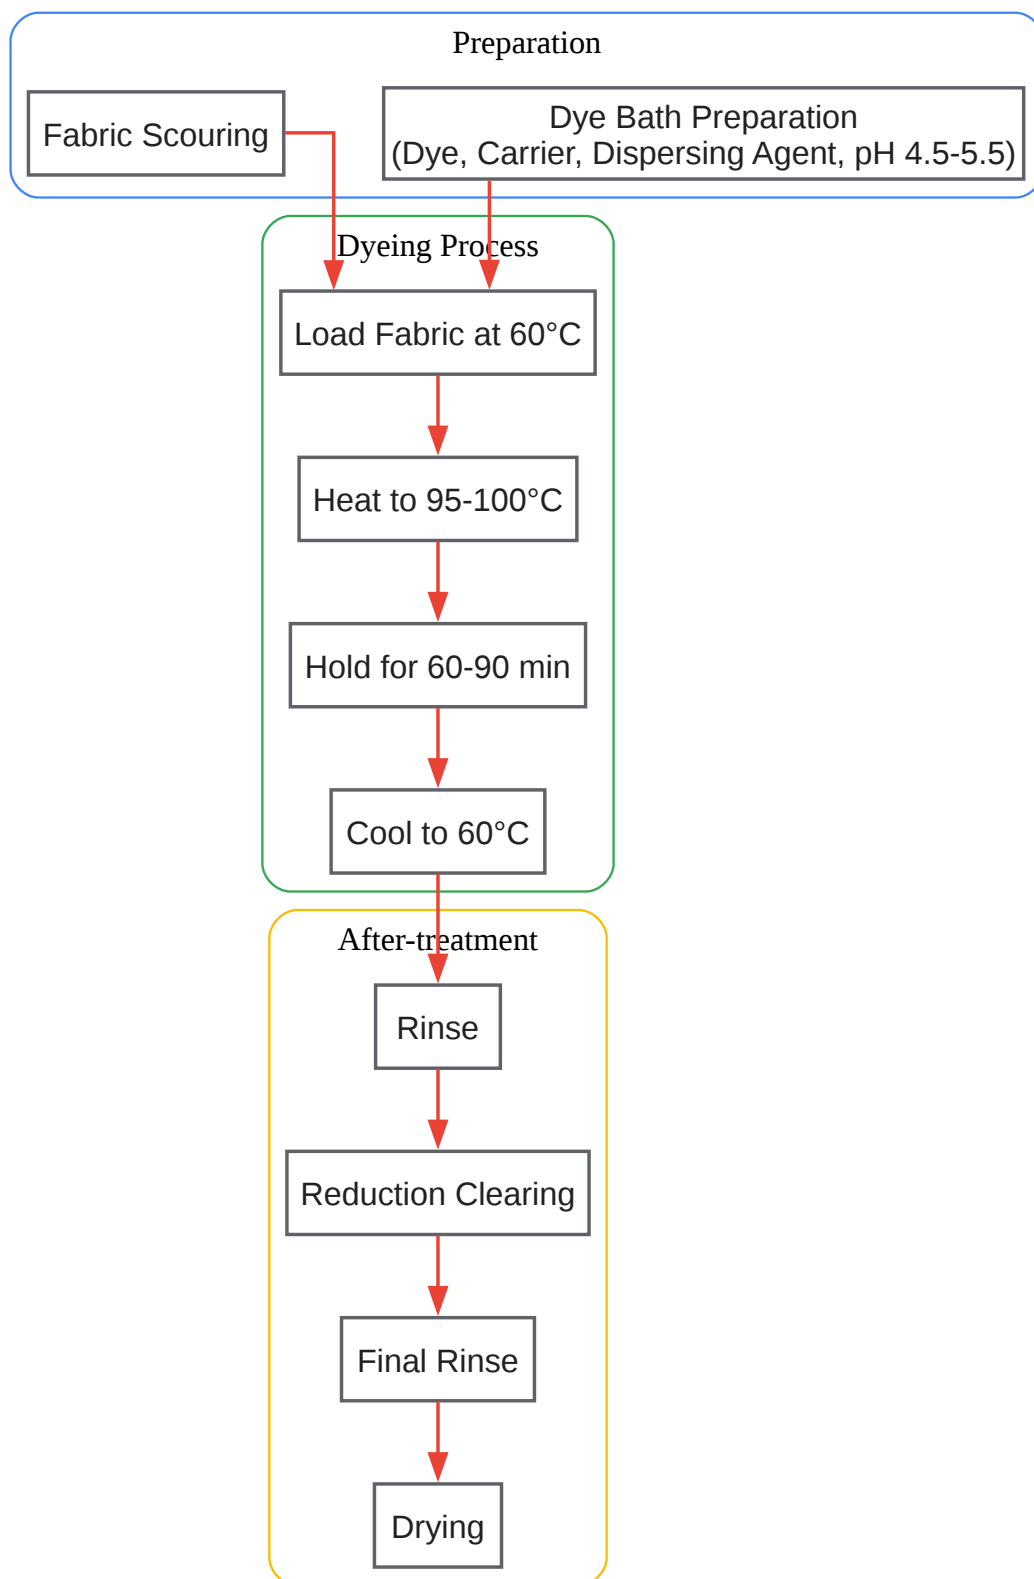 Preparation
Fabric Scouring
Dye Bath Preparation
(Dye, Carrier, Dispersing Agent, pH 4.5-5.5)
Dyeing Process
Load Fabric at 60°C
Heat to 95-100°C
Hold for 60-90 min
Cool to 60°C
After-treatment
Rinse
Reduction Clearing
Final Rinse
Drying